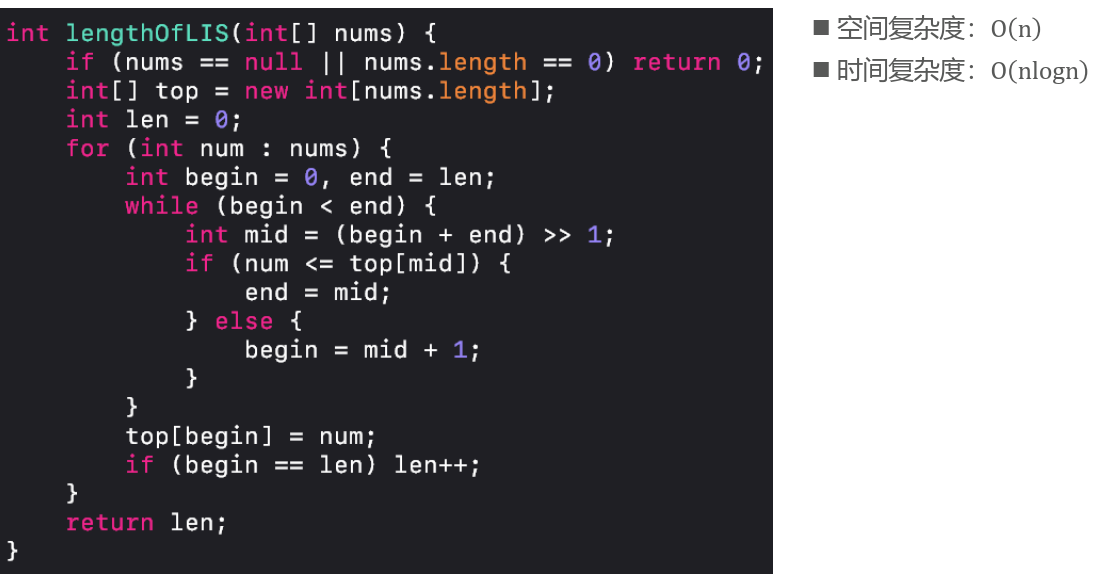 int lengthOfLIS(int[] nums) {
    if (nums == null || nums.length == 0) return 0;
    int[] top = new int[nums.length];
    int len = 0;
    for (int num : nums) {
        int begin = 0, end = len;
        while (begin < end) {
            int mid = (begin + end) >> 1;
            if (num <= top[mid]) {
                end = mid;
            } else {
                begin = mid + 1;
            }
        }
        top[begin] = num;
        if (begin == len) len++;
    }
    return len;
}
■ 空间复杂度：O(n)
■ 时间复杂度：O(nlogn)